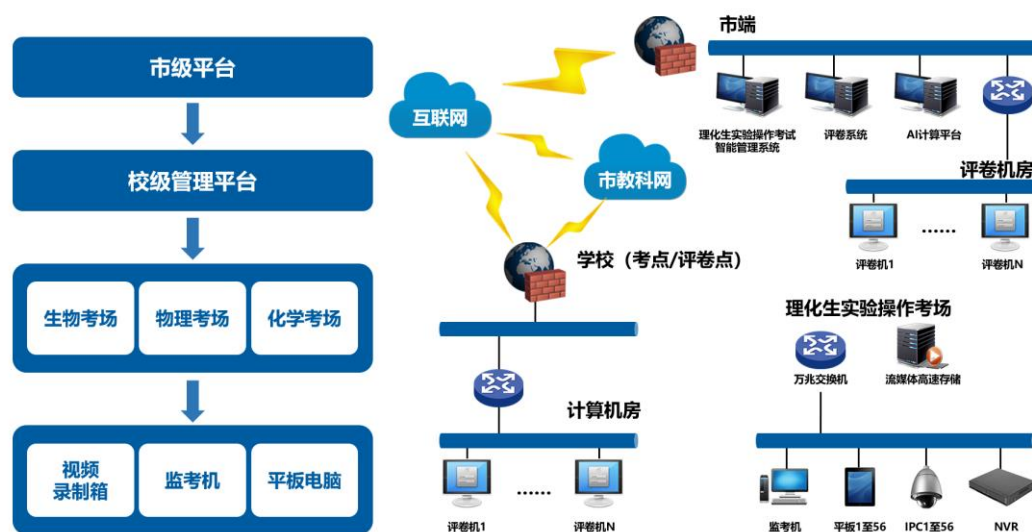 市级平台
校级管理平台
生物考场
物理考场
化学考场
视频
录制箱
监考机
平板电脑
互联网
市教科网
学校（考点/评卷点）
计算机房
评卷机1
......
评卷机N
市端
理化生实验操作考试
智能管理系统
评卷系统
AI计算平台
评卷机房
评卷机1
......
评卷机N
理化生实验操作考场
万兆交换机
流媒体高速存储
监考机
平板1至56
IPC1至56
NVR